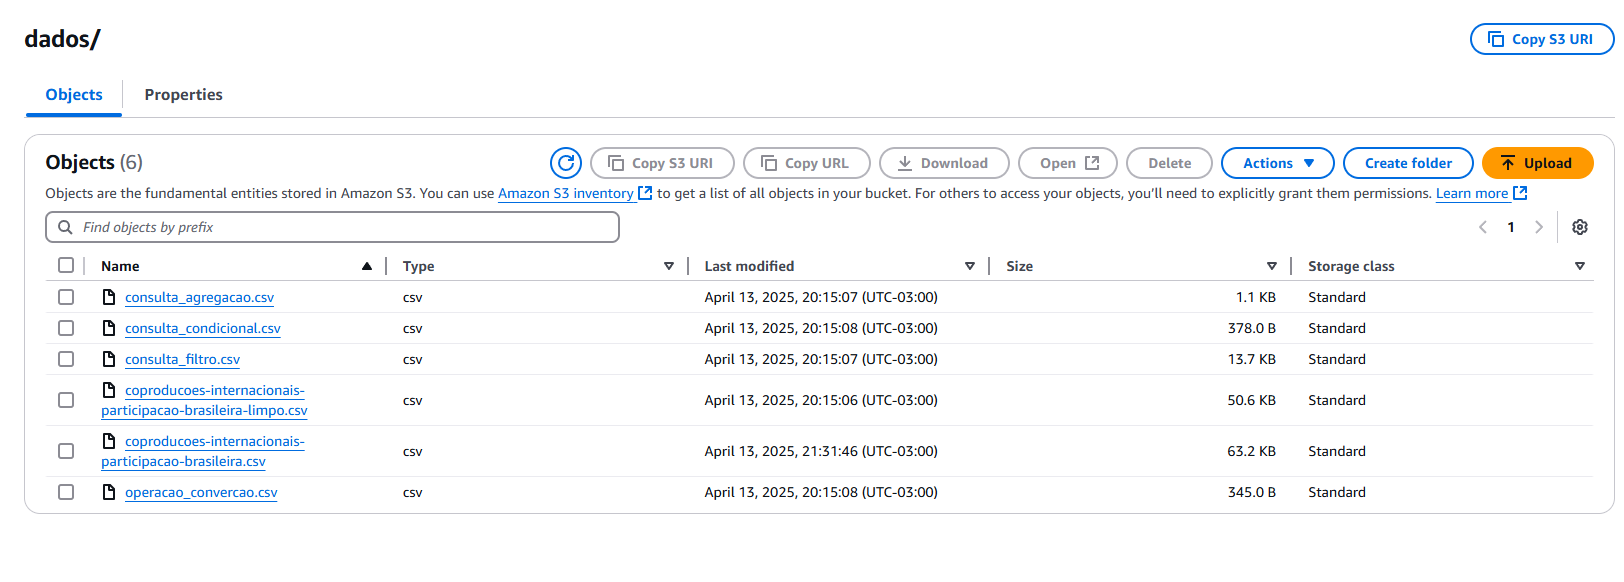 dados/
Copy S3 URI
Objects
Properties
Objects (6)
Copy S3 URI
Copy URL
Download
Open
Delete
Actions
Create folder
Upload
Objects are the fundamental entities stored in Amazon S3. You can use Amazon S3 inventory to get a list of all objects in your bucket. For others to access your objects, you'll need to explicitly grant them permissions. Learn more
Find objects by prefix
1
Name Type Last modified Size Storage class
consulta_agregacao.csv csv April 13, 2025, 20:15:07 (UTC-03:00) 1.1 KB Standard
consulta_condicional.csv csv April 13, 2025, 20:15:08 (UTC-03:00) 378.0 B Standard
consulta_filtro.csv csv April 13, 2025, 20:15:07 (UTC-03:00) 13.7 KB Standard
coproducoes-internacionais-
participacao-brasileira-limpo.csv csv April 13, 2025, 20:15:06 (UTC-03:00) 50.6 KB Standard
coproducoes-internacionais-
participacao-brasileira.csv csv April 13, 2025, 21:31:46 (UTC-03:00) 63.2 KB Standard
operacao_convercao.csv csv April 13, 2025, 20:15:08 (UTC-03:00) 345.0 B Standard